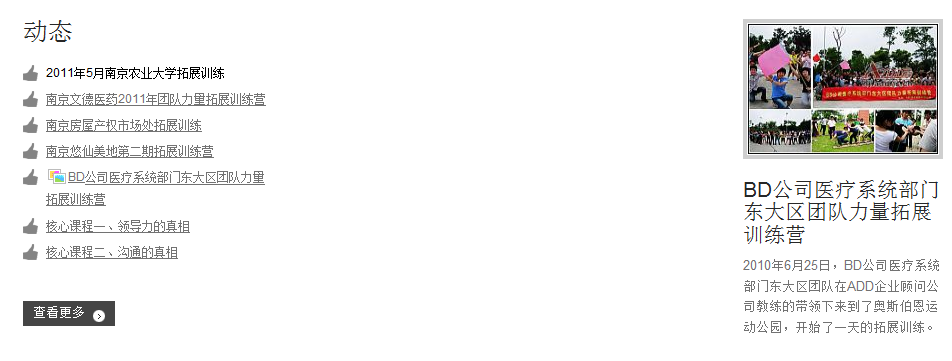 动态
2011年5月南京农业大学拓展训练
南京文德医药2011年团队力量拓展训练营
南京房屋产权市场处拓展训练
南京悠仙美地第二期拓展训练营
BD公司医疗系统部门东大区团队力量
拓展训练营
核心课程一、领导力的真相
核心课程二、沟通的真相
查看更多
BD公司医疗系统部门
东大区团队力量拓展
训练营
2010年6月25日，BD公司医疗系统
部门东大区团队在ADD企业顾问公
司教练的带领下来到了奥斯伯恩运
动公园，开始了一天的拓展训练。